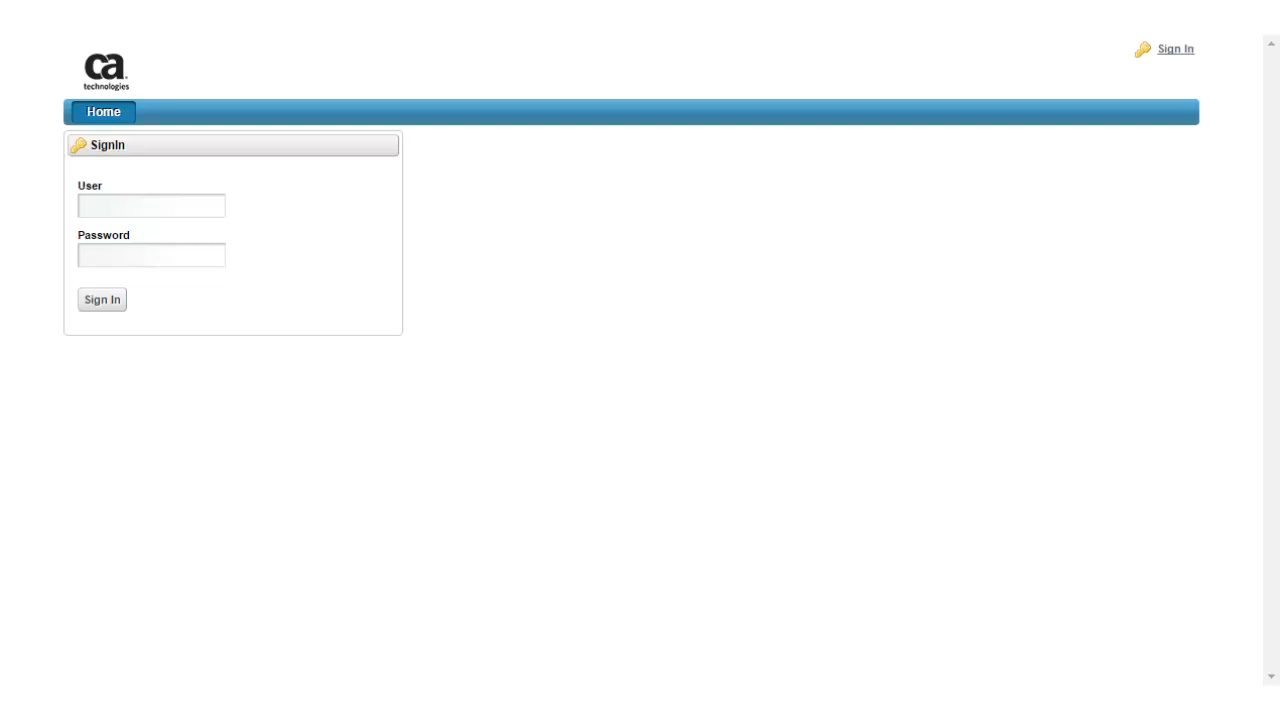 Sign In
ca
technologies
Home
SignIn
User
Password
Sign In